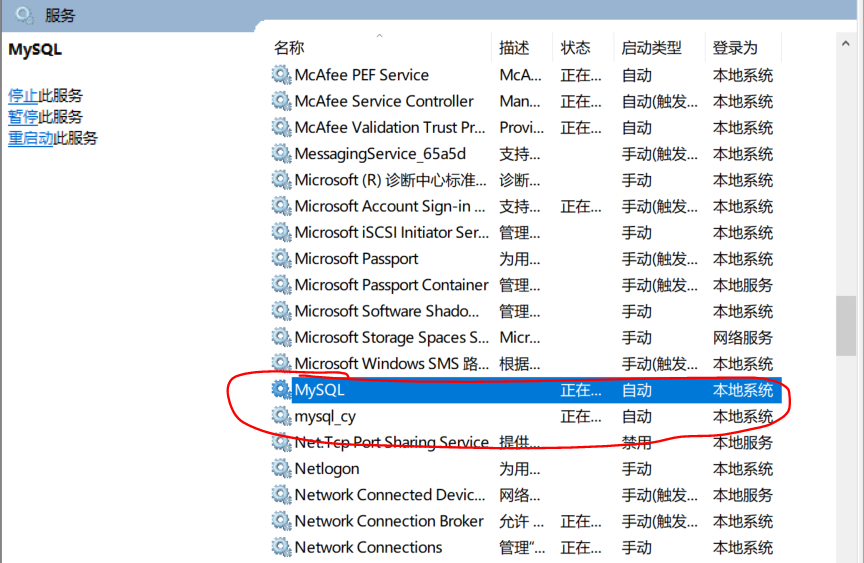 服务
MySQL
停止此服务
暂停此服务
重启动此服务
名称 描述 状态 启动类型 登录为
McAfee PEF Service McA... 正在... 自动 本地系统
McAfee Service Controller Man... 正在... 自动(触发... 本地系统
McAfee Validation Trust Pr... Provi... 正在... 自动 本地系统
MessagingService_65a5d 支持... 手动(触发... 本地系统
Microsoft (R) 诊断中心标准... 诊断... 手动 本地系统
Microsoft Account Sign-in ... 支持... 正在... 手动(触发... 本地系统
Microsoft iSCSI Initiator Ser... 管理... 手动 本地系统
Microsoft Passport 为用... 手动(触发... 本地系统
Microsoft Passport Container 管理... 手动(触发... 本地服务
Microsoft Software Shado... 管理... 手动 本地系统
Microsoft Storage Spaces S... Micr... 手动 网络服务
Microsoft Windows SMS 路... 根据... 手动(触发... 本地系统
MySQL 正在... 自动 本地系统
mysql_cy 正在... 自动 本地系统
Net.Tcp Port Sharing Service 提供... 禁用 本地服务
Netlogon 为用... 手动 本地系统
Network Connected Devic... 网络... 手动(触发... 本地服务
Network Connection Broker 允许 ... 正在... 手动(触发... 本地系统
Network Connections 管理“... 正在... 手动 本地系统